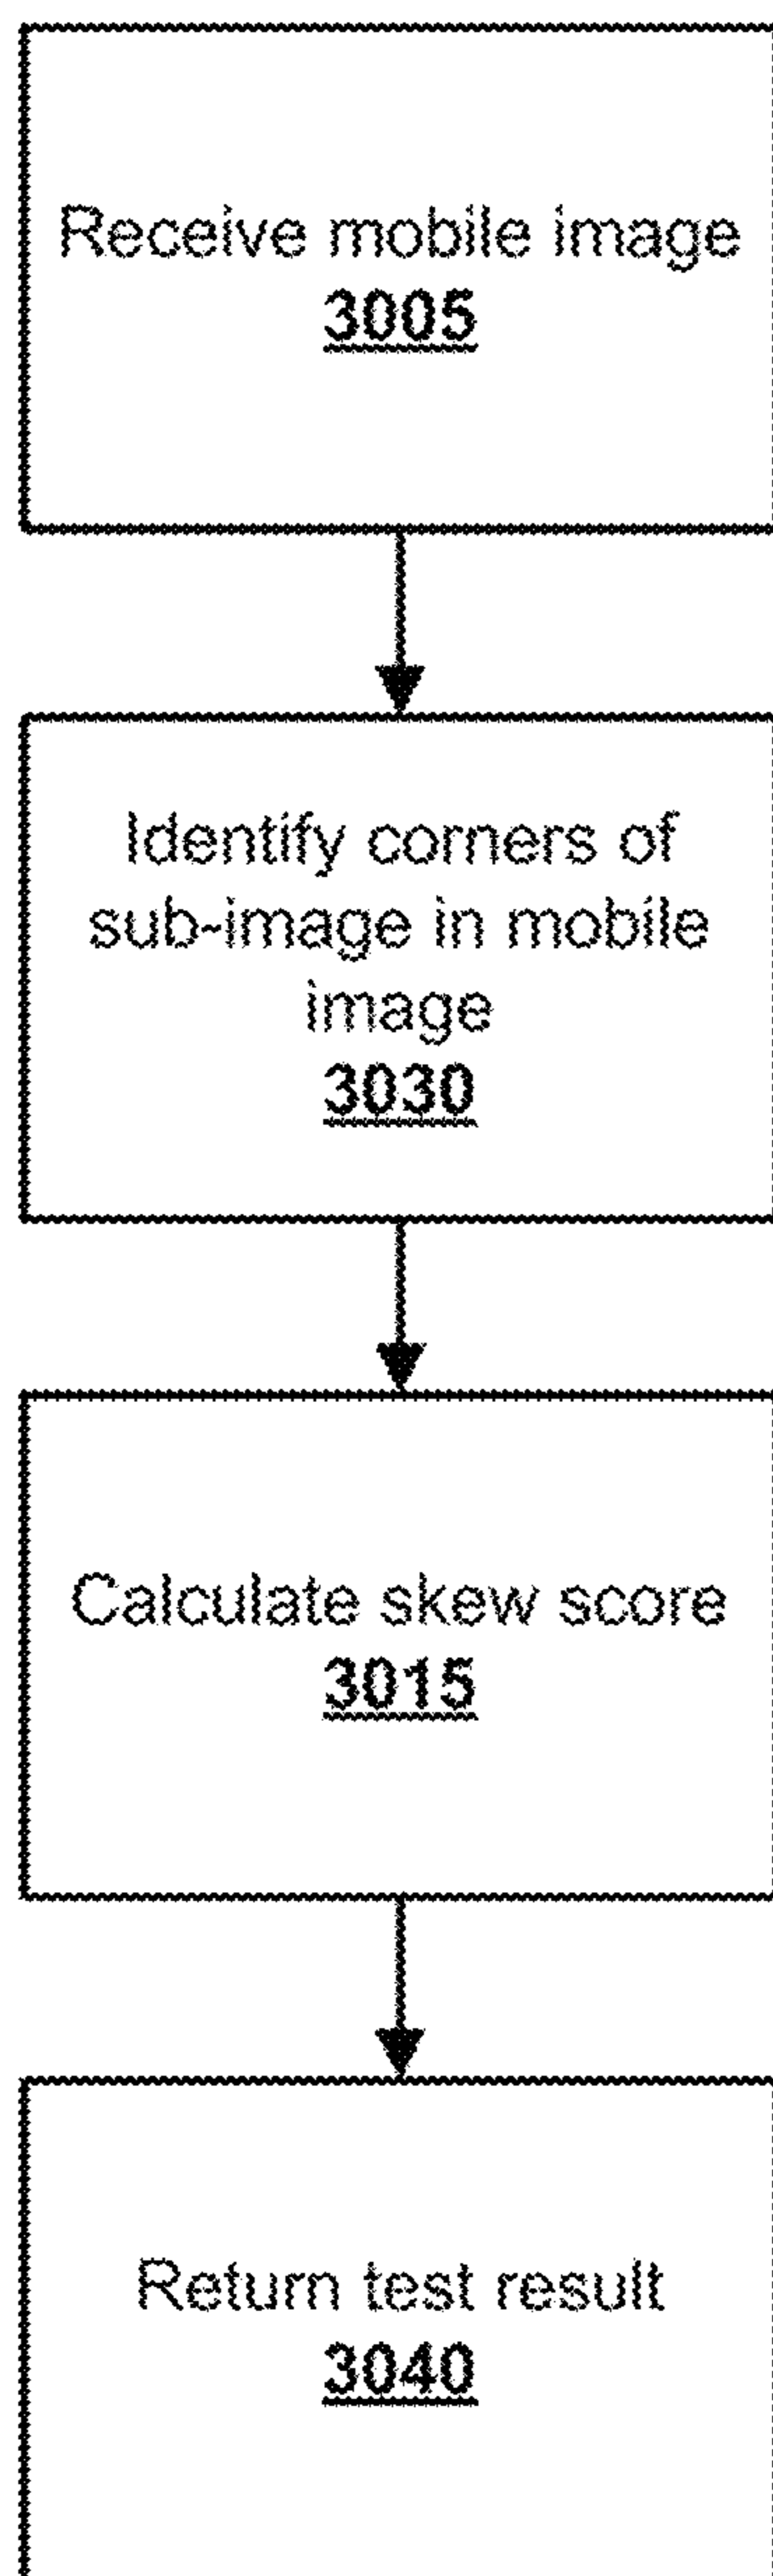 Receive mobile image
3005
Identify corners of
sub-image in mobile
image
3030
Calculate skew score
3015
Return test result
3040